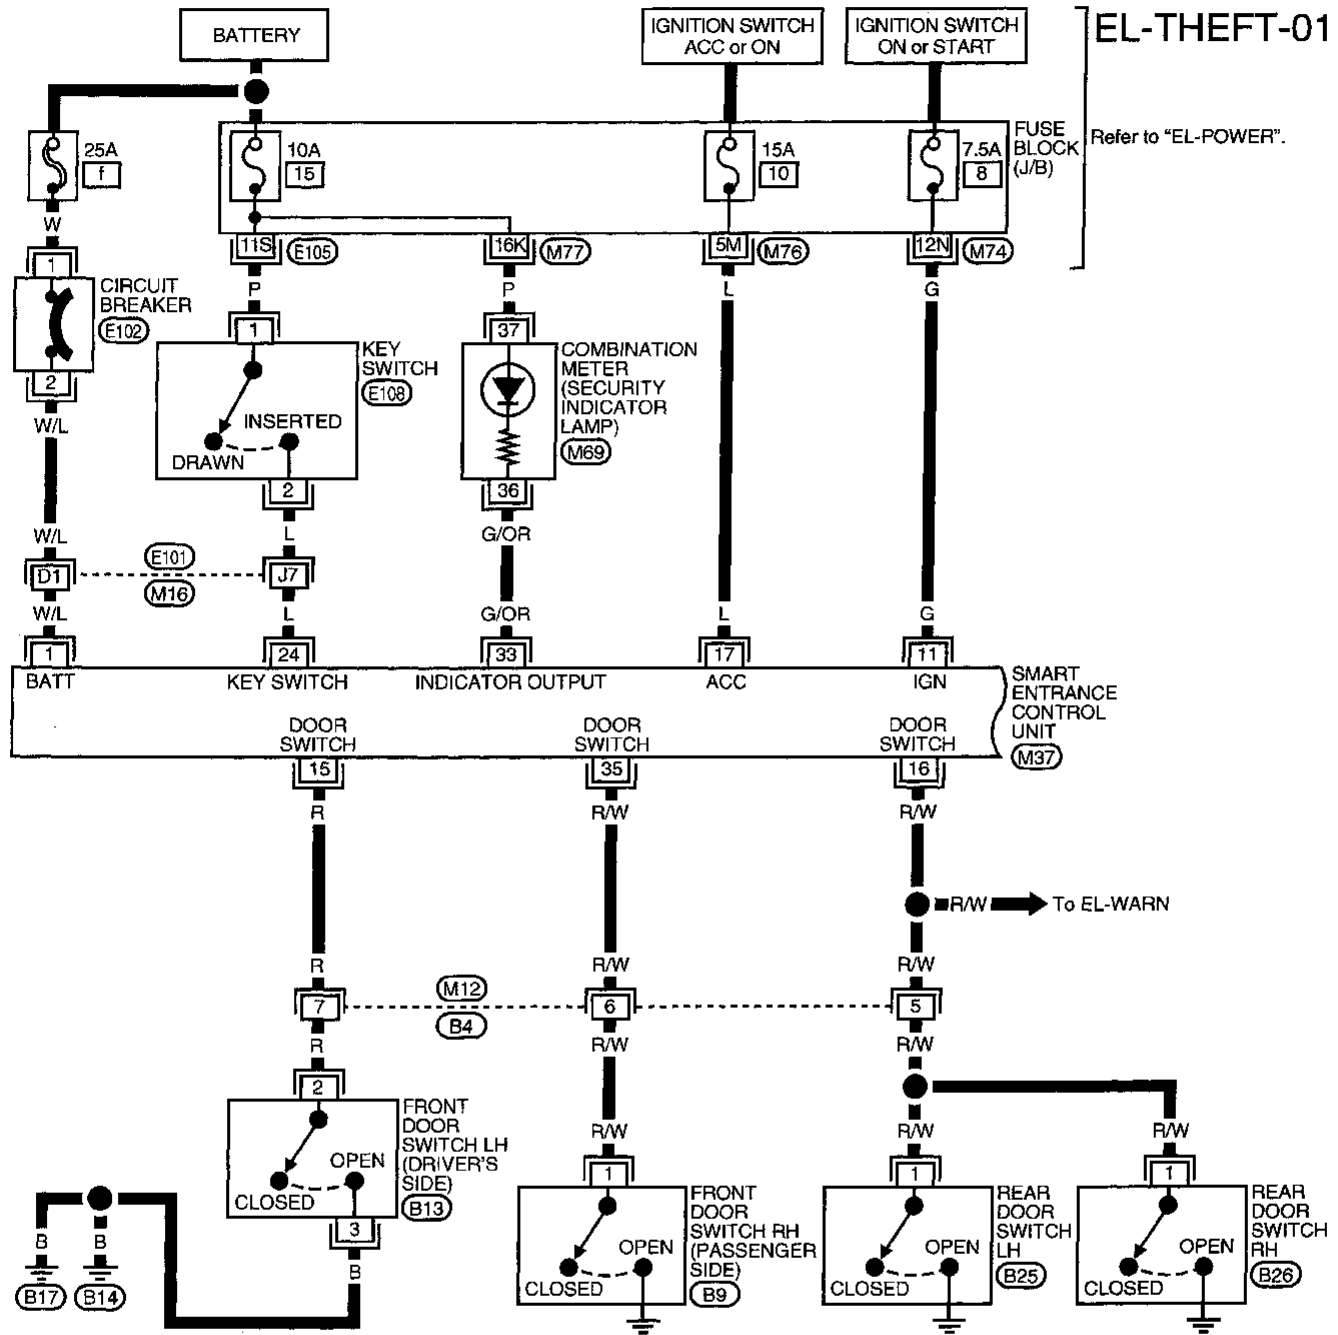 EL-THEFT-01
BATTERY
IGNITION SWITCH
ACC or ON
IGNITION SWITCH
ON or START
25A
f
10A
15
15A
10
7.5A
8
FUSE
BLOCK
(J/B)
Refer to “EL-POWER”.
W
11S
E105
16K
M77
5M
M76
12N
M74
1
CIRCUIT
BREAKER
E102
2
P
P
L
G
1
KEY
SWITCH
E108
INSERTED
DRAWN
2
37
COMBINATION
METER
(SECURITY
INDICATOR
LAMP)
M69
36
W/L
W/L
L
G/OR
D1
E101
M16
J7
W/L
L
G/OR
L
G
1
24
33
17
11
BATT
KEY SWITCH
INDICATOR OUTPUT
ACC
IGN
SMART
ENTRANCE
CONTROL
UNIT
M37
DOOR
SWITCH
DOOR
SWITCH
DOOR
SWITCH
15
35
16
R
R/W
R/W
R/W
To EL-WARN
R
R/W
R/W
7
M12
B4
6
5
R
R/W
R/W
2
FRONT
DOOR
SWITCH LH
(DRIVER'S
SIDE)
B13
OPEN
CLOSED
3
B
R/W
R/W
R/W
1
1
1
FRONT
DOOR
SWITCH RH
(PASSENGER
SIDE)
B9
OPEN
CLOSED
REAR
DOOR
SWITCH
LH
B25
OPEN
CLOSED
REAR
DOOR
SWITCH
RH
B26
OPEN
CLOSED
B
B
B17
B14